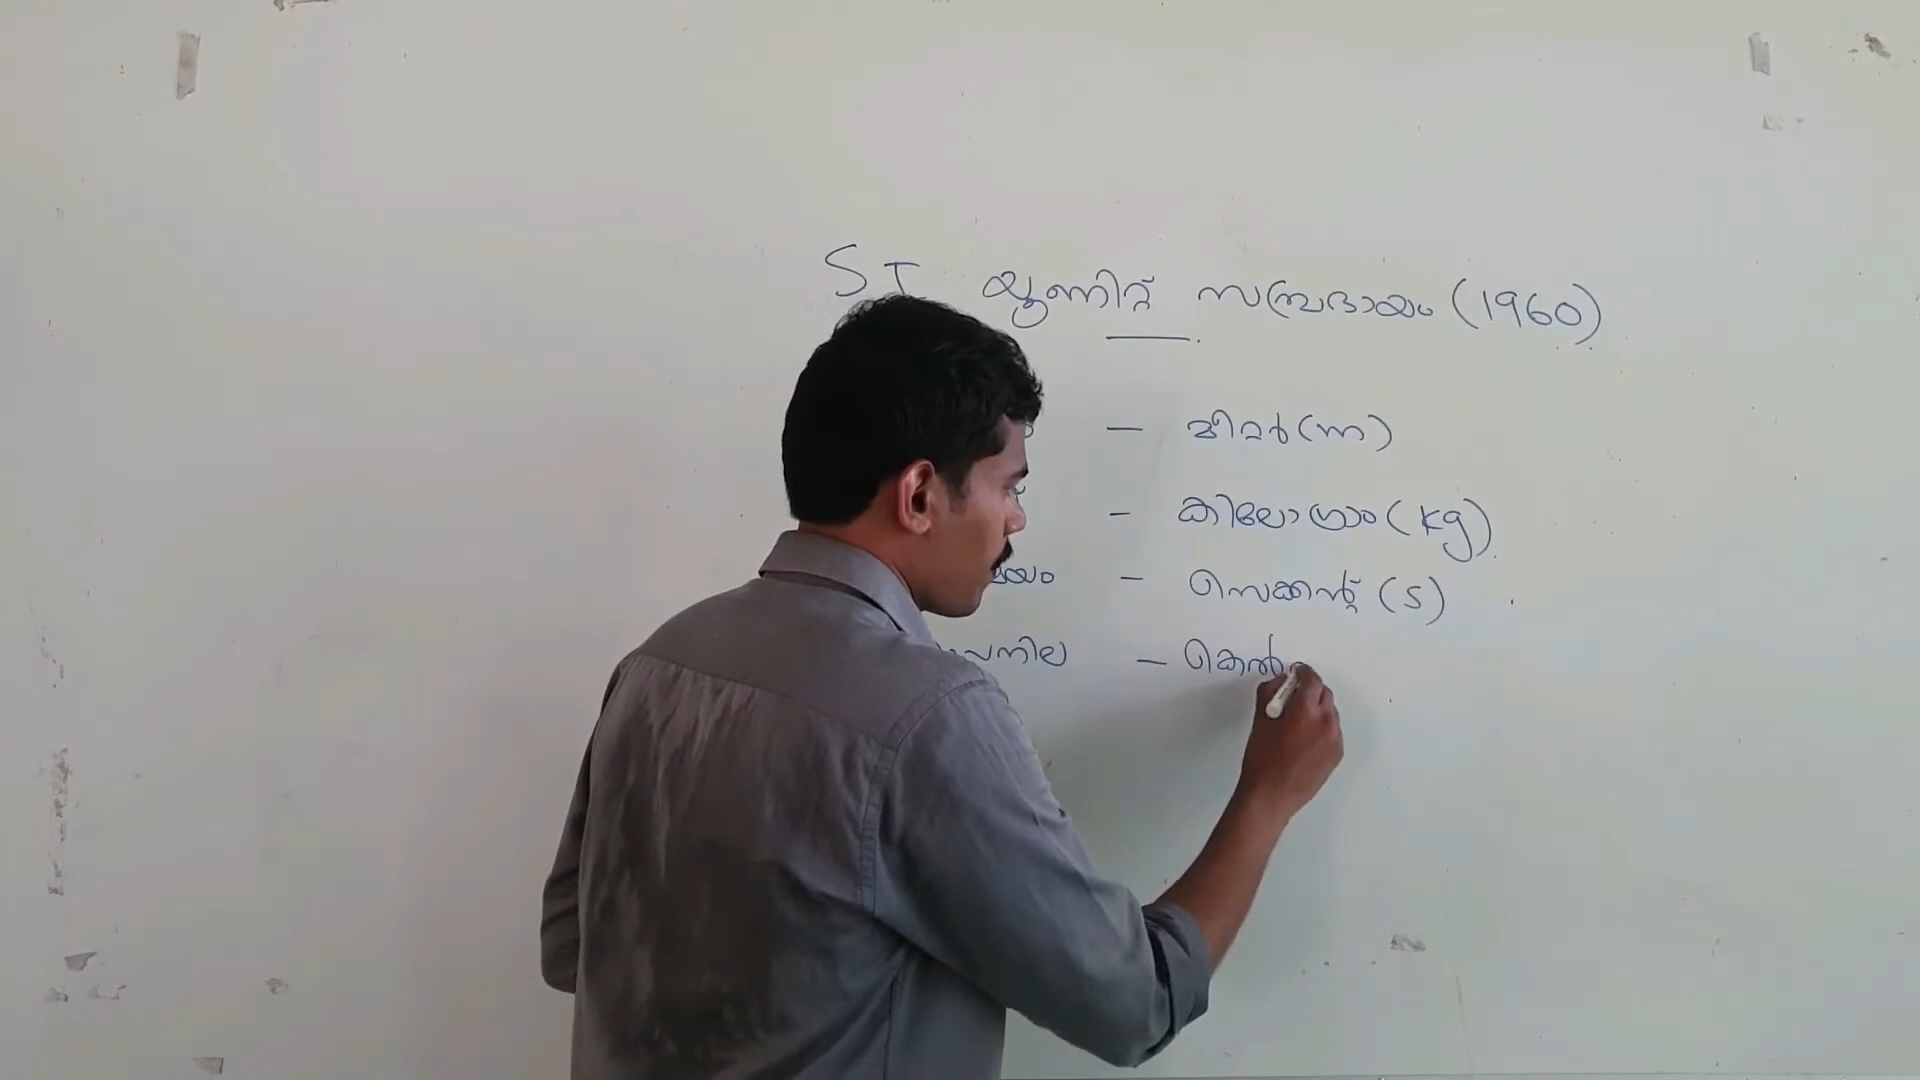 SI യൂണിറ്റ് സമ്പ്രദായം (1960)
— മീറ്റർ (m)
— കിലോഗ്രാം (kg)
— സെക്കന്റ് (s)
— കെൽ